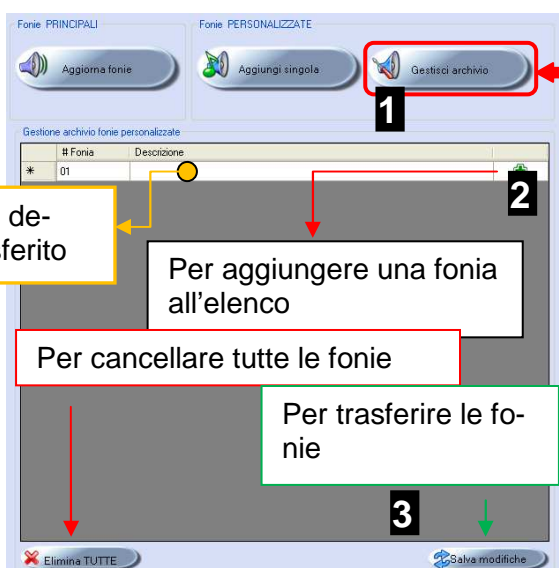 Fonie PRINCIPALI
Fonie PERSONALIZZATE
Aggiorna fonie
Aggiungi singola
Gestisci archivio
1
Gestione archivio fonie personalizzate
# Fonia
Descrizione
* 01
2
de-
sferito
Per aggiungere una fonia
all'elenco
Per cancellare tutte le fonie
Per trasferire le fo-
nie
3
Elimina TUTTE
Salva modifiche